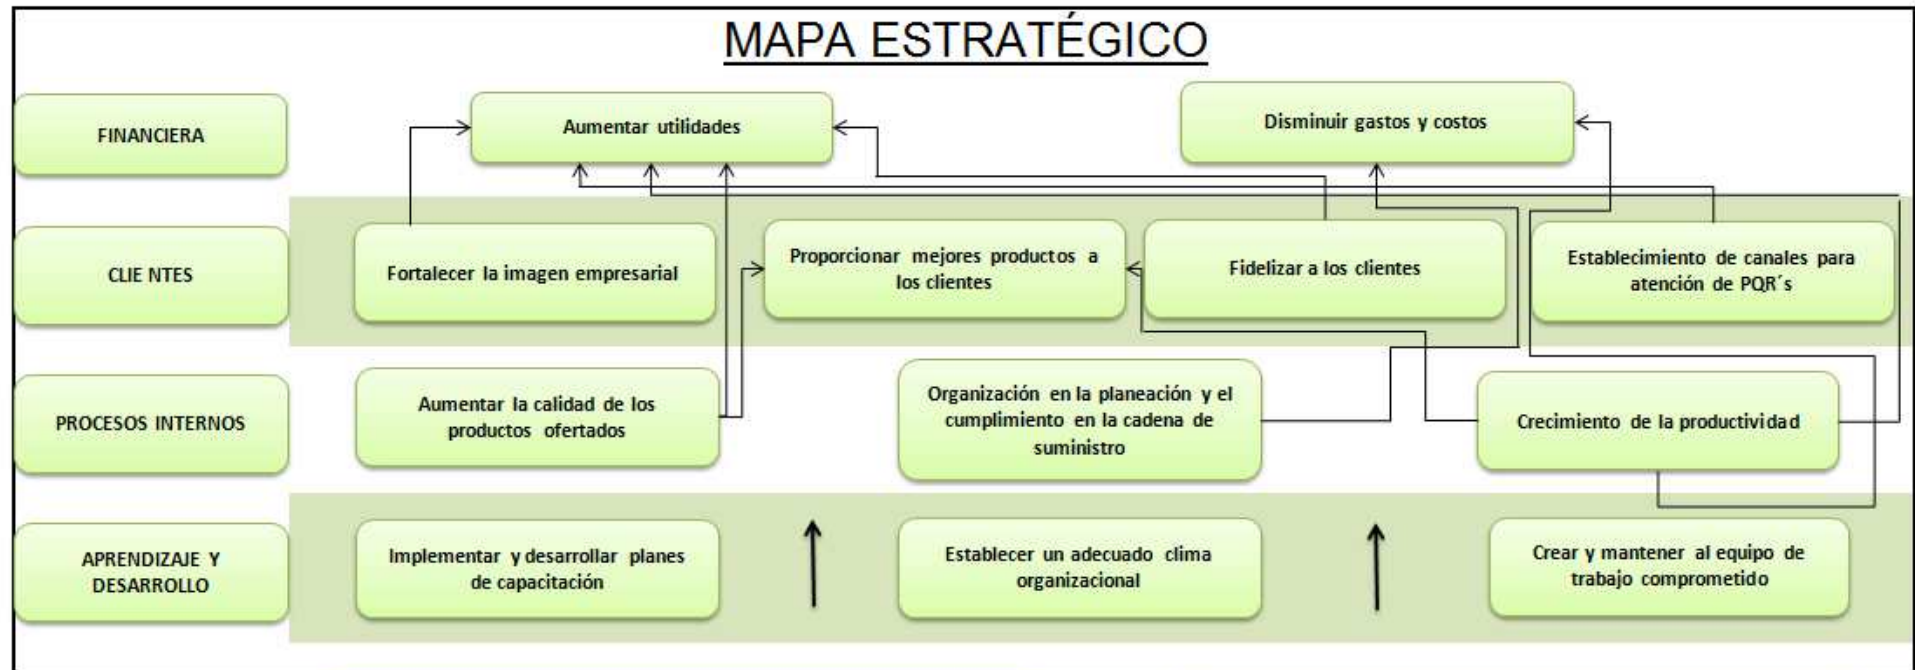 MAPA ESTRATÉGICO
FINANCIERA
Aumentar utilidades
Disminuir gastos y costos
CLIE NTES
Fortalecer la imagen empresarial
Proporcionar mejores productos a
los clientes
Fidelizar a los clientes
Establecimiento de canales para
atención de PQR´s
PROCESOS INTERNOS
Aumentar la calidad de los
productos ofertados
Organización en la planeación y el
cumplimiento en la cadena de
suministro
Crecimiento de la productividad
APRENDIZAJE Y
DESARROLLO
Implementar y desarrollar planes
de capacitación
Establecer un adecuado clima
organizacional
Crear y mantener al equipo de
trabajo comprometido